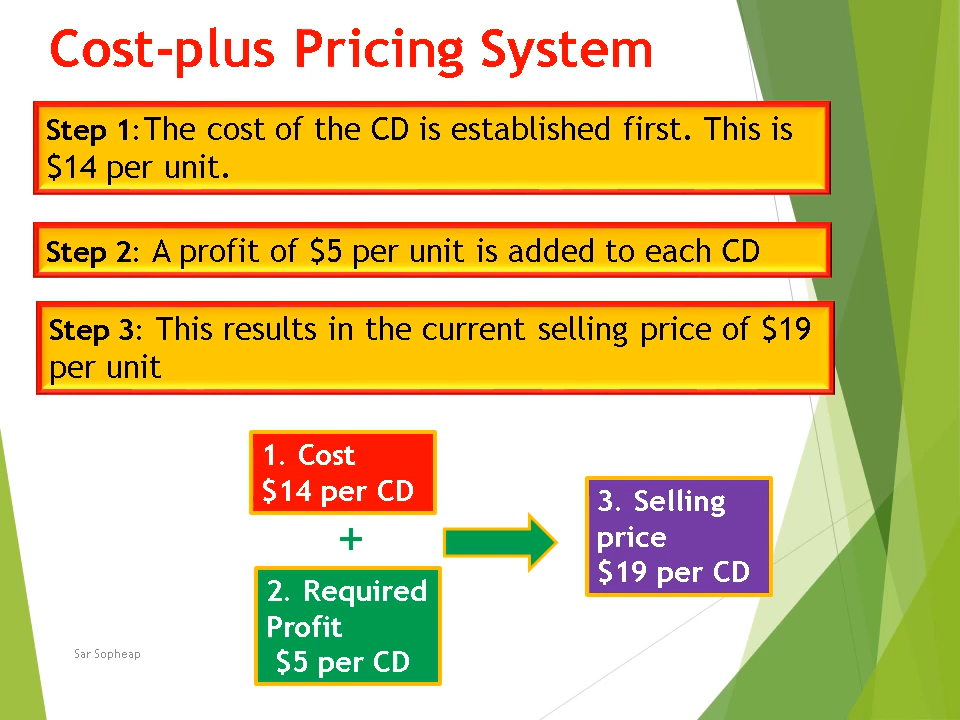 Cost-plus Pricing System
Step 1:The cost of the CD is established first. This is
$14 per unit.
Step 2: A profit of $5 per unit is added to each CD
Step 3: This results in the current selling price of $19
per unit
1. Cost
$14 per CD
+
2. Required
Profit
$5 per CD
3. Selling
price
$19 per CD
Sar Sopheap